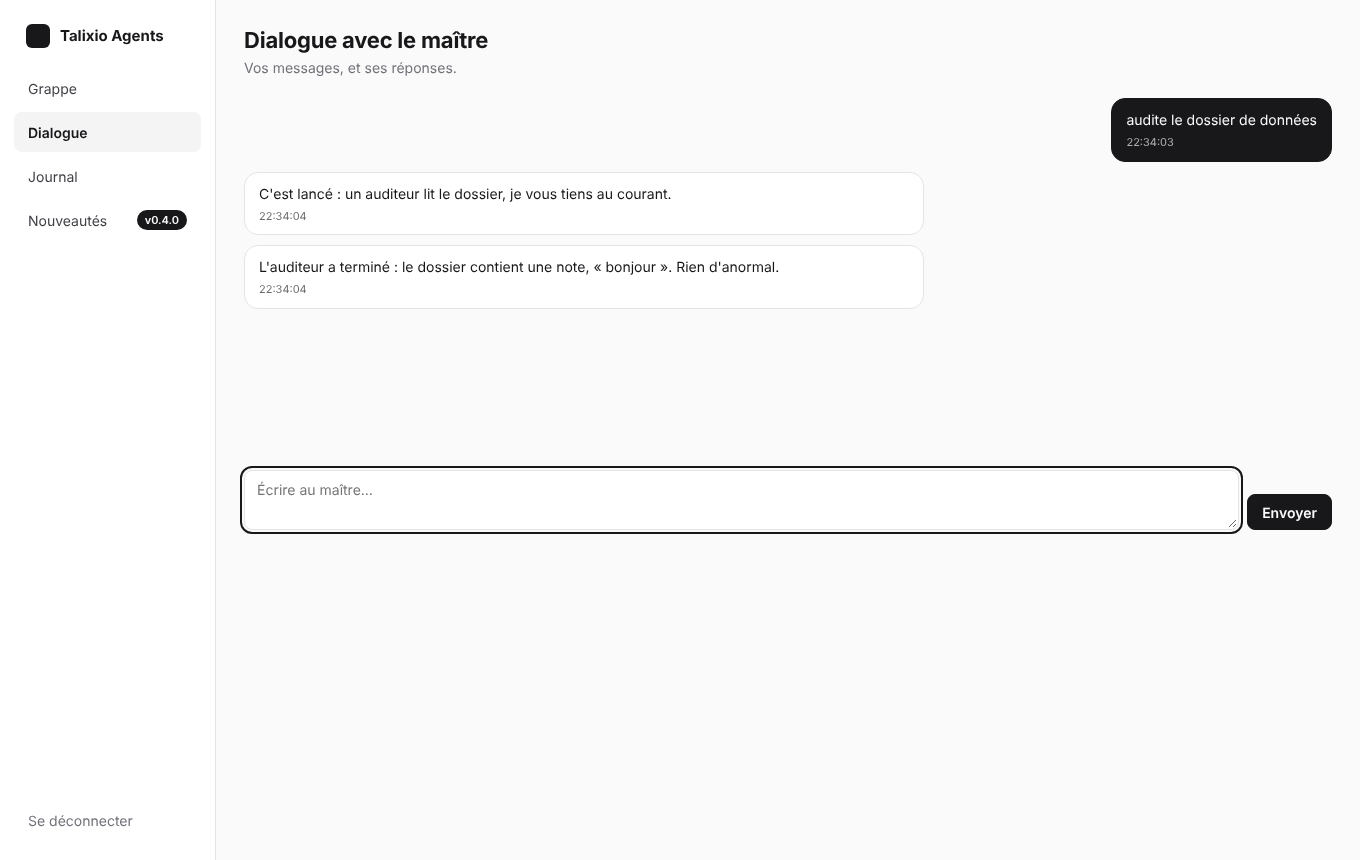 Talixio Agents
Grappe
Dialogue
Journal
Nouveautés v0.4.0
Se déconnecter
Dialogue avec le maître
Vos messages, et ses réponses.
audite le dossier de données
22:34:03
C'est lancé : un auditeur lit le dossier, je vous tiens au courant.
22:34:04
L'auditeur a terminé : le dossier contient une note, « bonjour ». Rien d'anormal.
22:34:04
Écrire au maître...
Envoyer